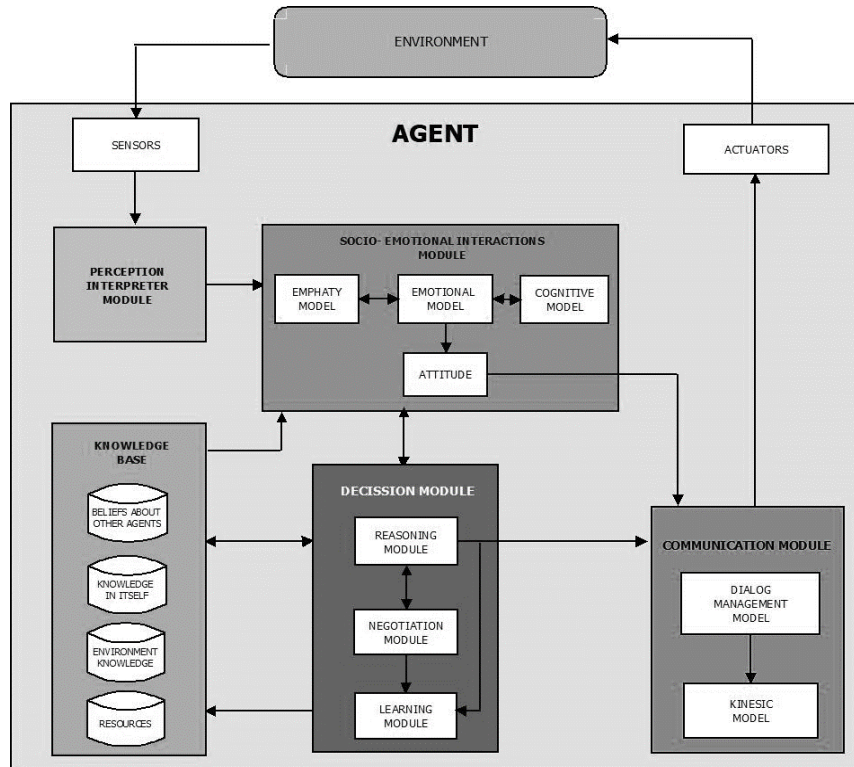 ENVIRONMENT
AGENT
SENSORS
ACTUATORS
PERCEPTION
INTERPRETER
MODULE
SOCIO- EMOTIONAL INTERACTIONS
MODULE
EMPHATY
MODEL
EMOTIONAL
MODEL
COGNITIVE
MODEL
ATTITUDE
KNOWLEDGE
BASE
BELIEFS ABOUT
OTHER AGENTS
KNOWLEDGE
IN ITSELF
ENVIRONMENT
KNOWLEDGE
RESOURCES
DECISSION MODULE
REASONING
MODULE
NEGOTIATION
MODULE
LEARNING
MODULE
COMMUNICATION MODULE
DIALOG
MANAGEMENT
MODEL
KINESIC
MODEL